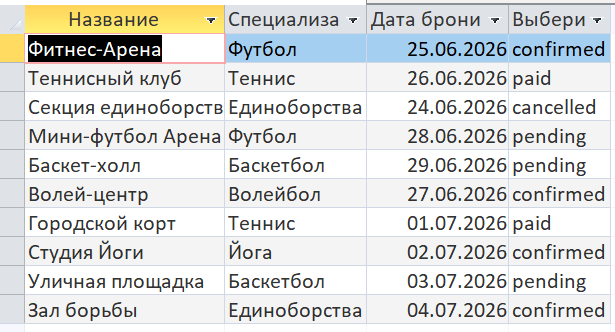 Название Специализа Дата брони Выбери
Фитнес-Арена Футбол 25.06.2026 confirmed
Теннисный клуб Теннис 26.06.2026 paid
Секция единоборств Единоборства 24.06.2026 cancelled
Мини-футбол Арена Футбол 28.06.2026 pending
Баскет-холл Баскетбол 29.06.2026 pending
Волей-центр Волейбол 27.06.2026 confirmed
Городской корт Теннис 01.07.2026 paid
Студия Йоги Йога 02.07.2026 confirmed
Уличная площадка Баскетбол 03.07.2026 pending
Зал борьбы Единоборства 04.07.2026 confirmed